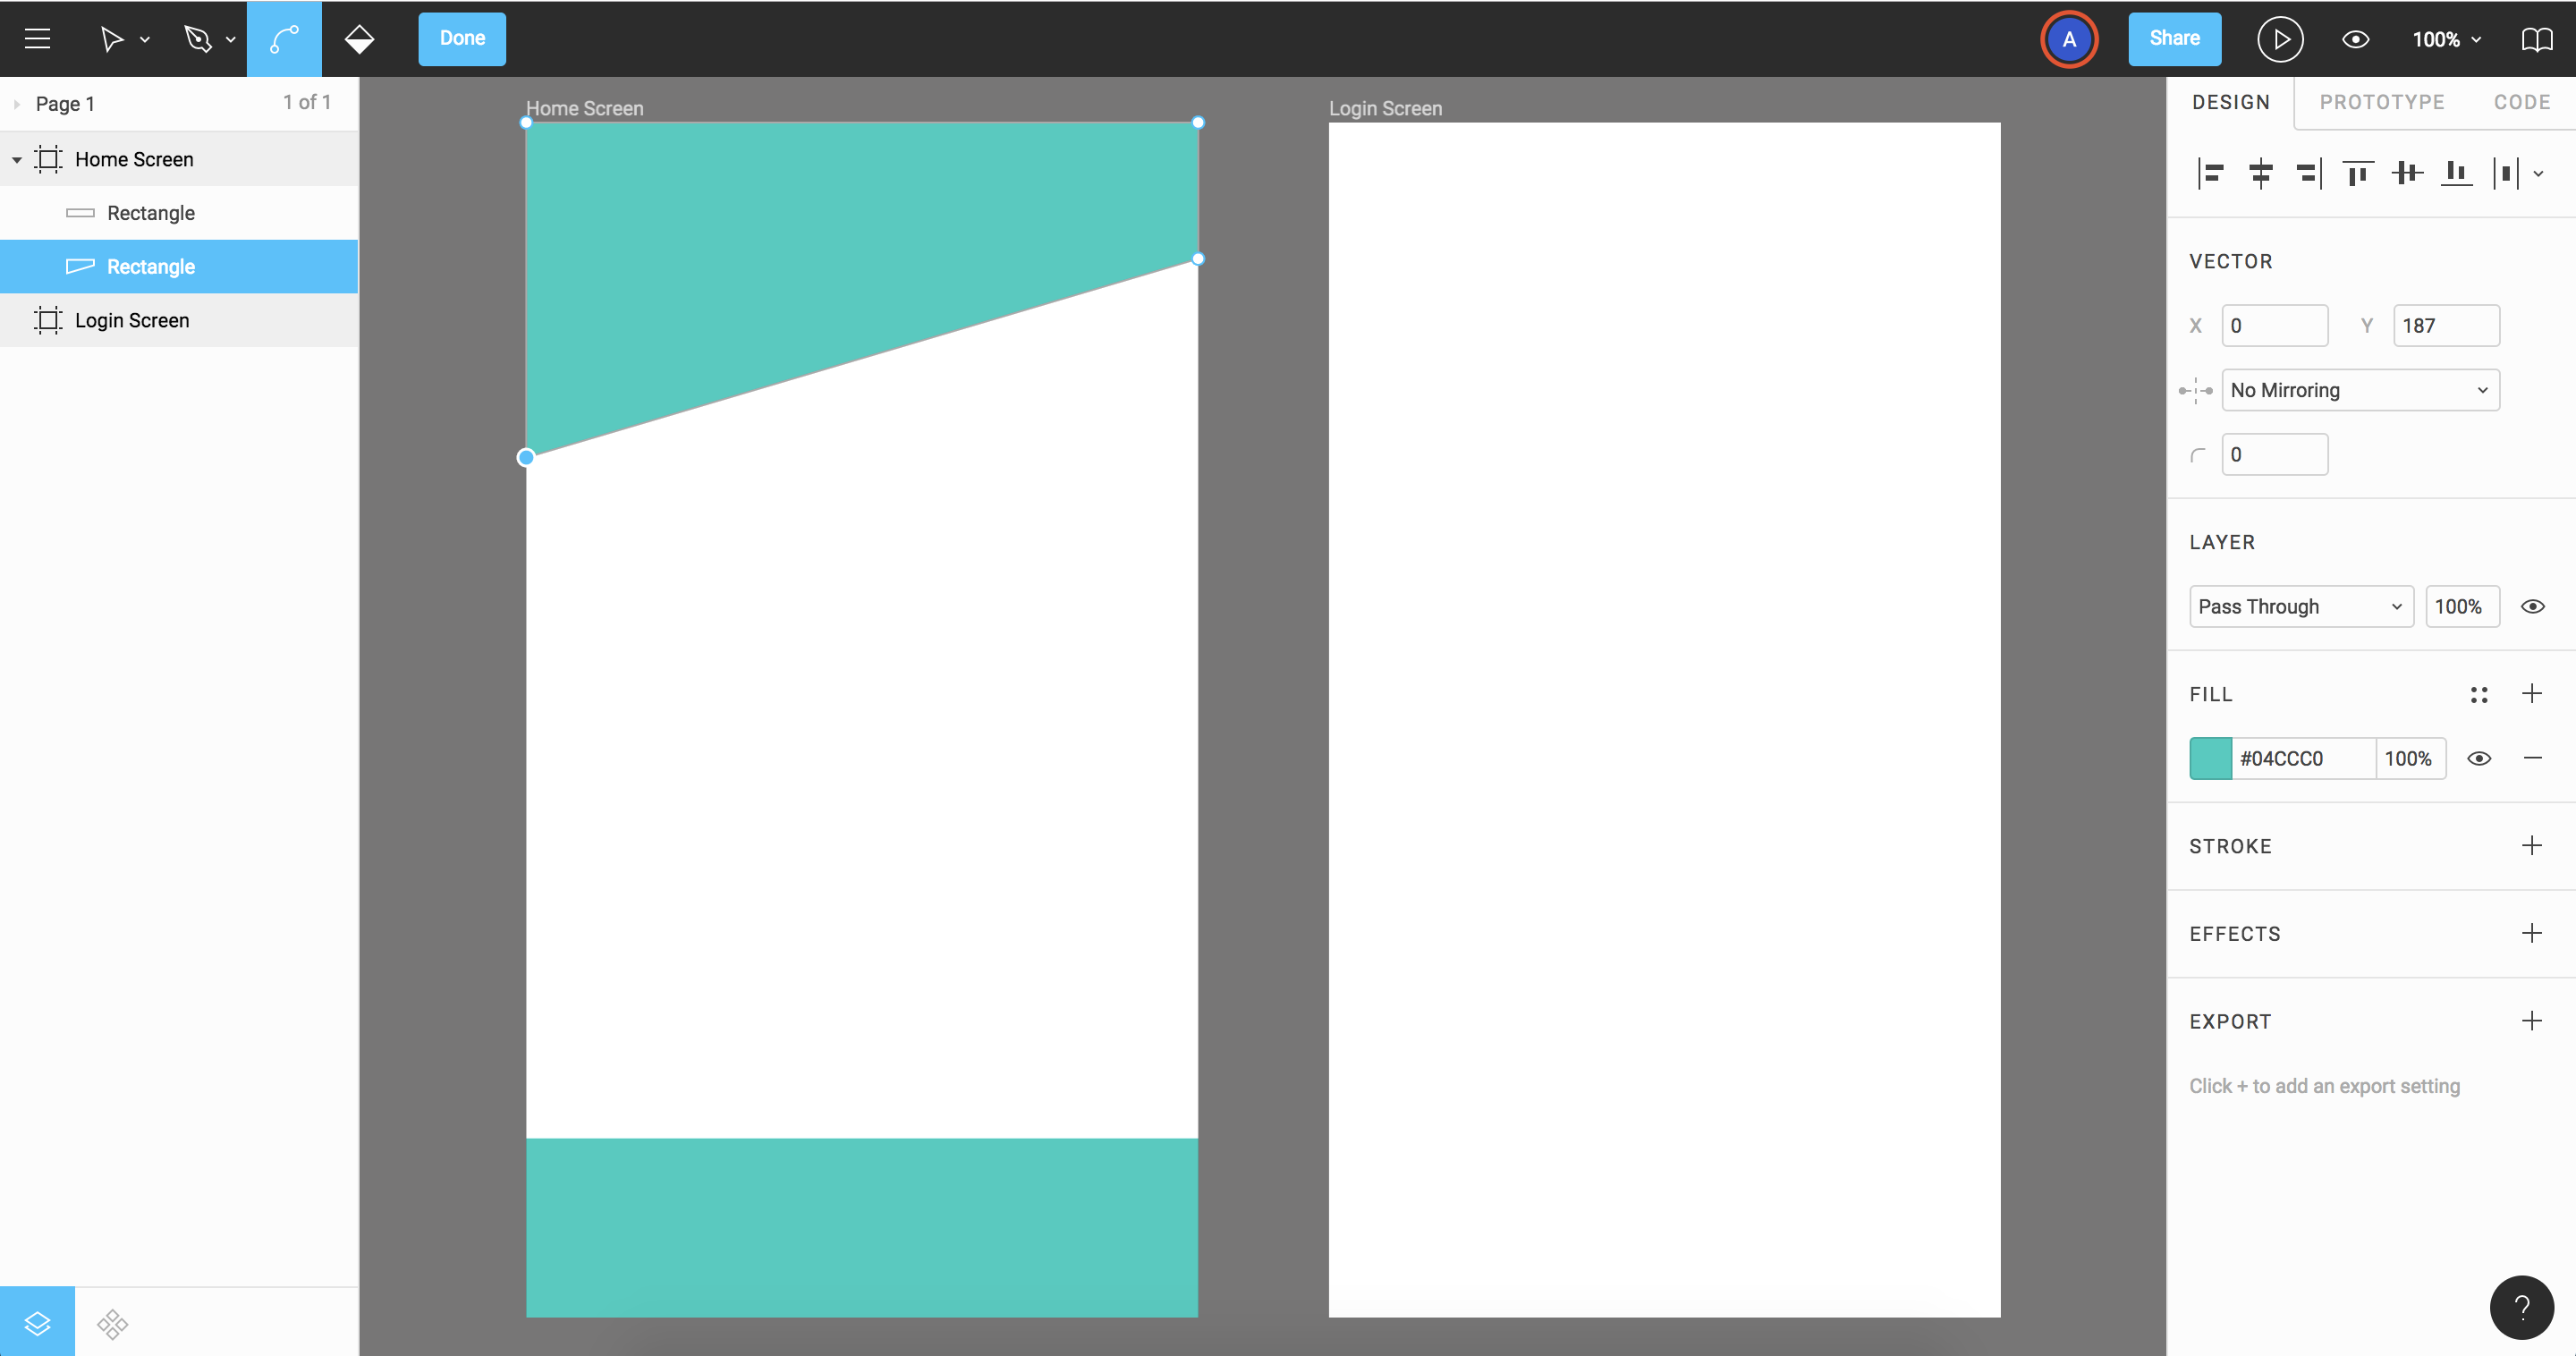 Done
A
Share
100%
Page 1
1 of 1
Home Screen
Rectangle
Rectangle
Login Screen
Home Screen
Login Screen
DESIGN
PROTOTYPE
CODE
VECTOR
X 0 Y 187
No Mirroring
0
LAYER
Pass Through 100%
FILL
#04CCC0 100%
STROKE
EFFECTS
EXPORT
Click + to add an export setting
?